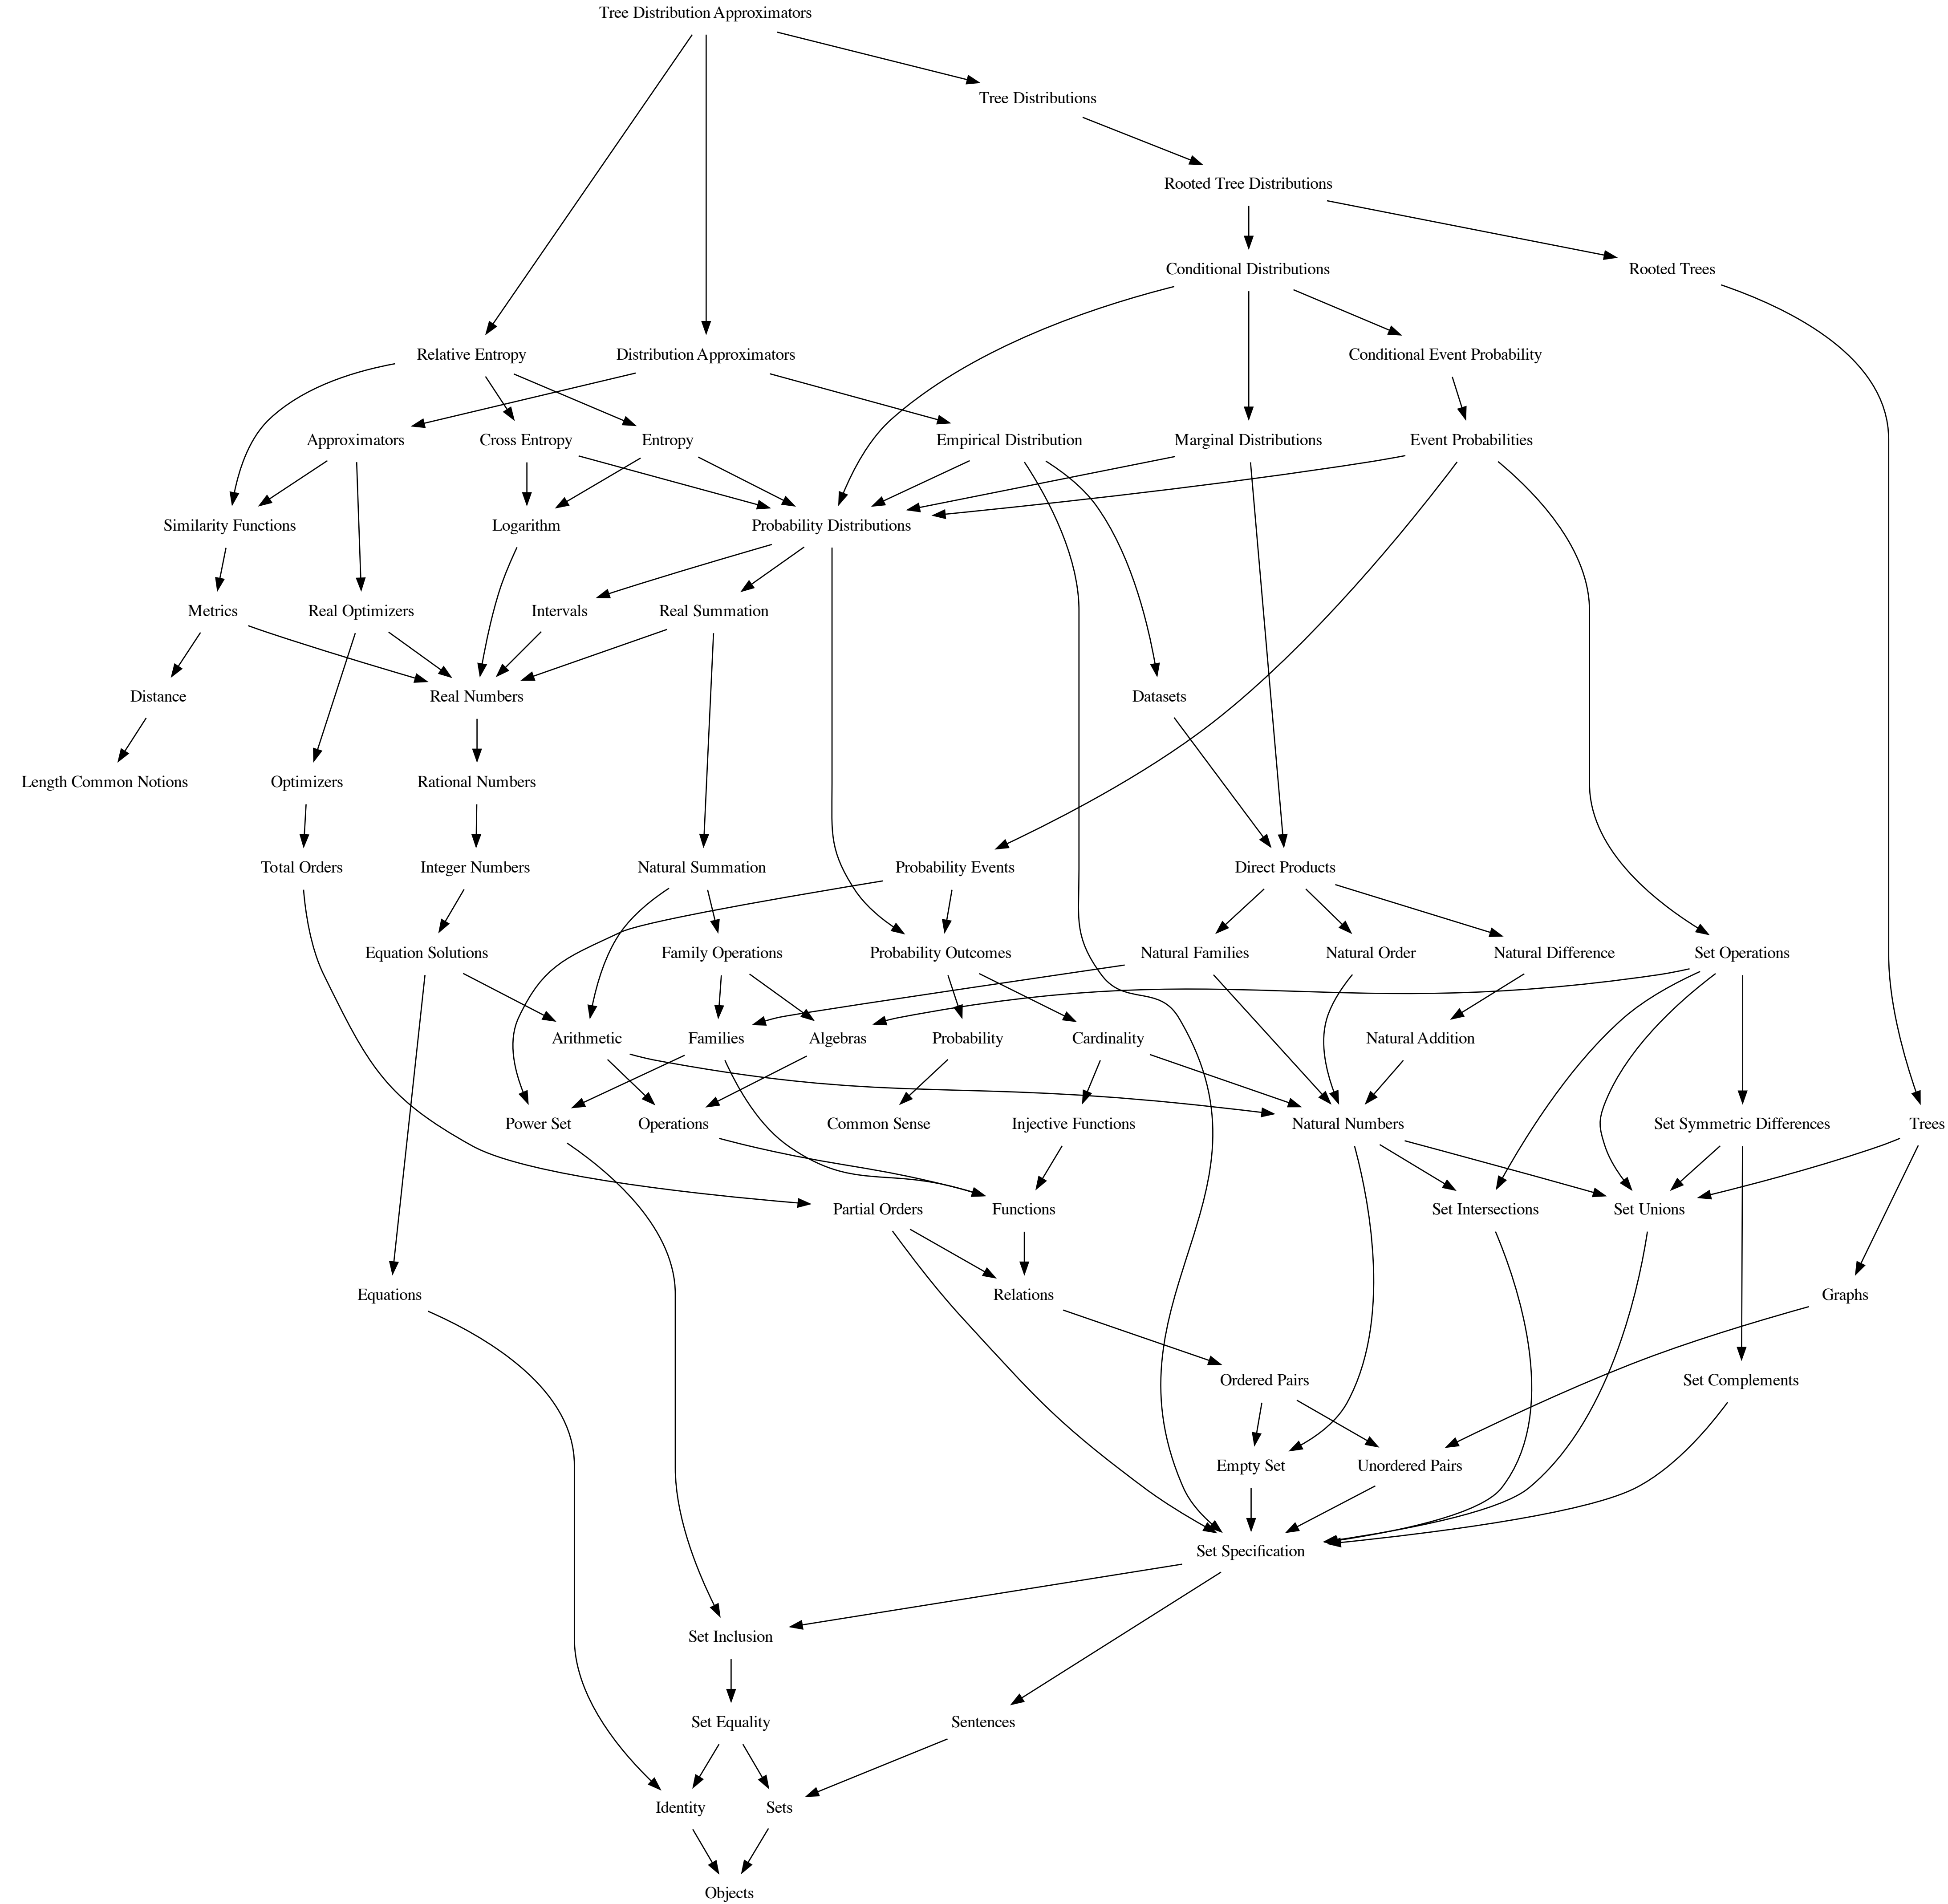 Tree Distribution Approximators
Tree Distributions
Rooted Tree Distributions
Conditional Distributions
Rooted Trees
Relative Entropy
Distribution Approximators
Conditional Event Probability
Approximators
Cross Entropy
Entropy
Empirical Distribution
Marginal Distributions
Event Probabilities
Similarity Functions
Logarithm
Probability Distributions
Metrics
Real Optimizers
Intervals
Real Summation
Distance
Real Numbers
Datasets
Length Common Notions
Optimizers
Rational Numbers
Total Orders
Integer Numbers
Natural Summation
Probability Events
Direct Products
Equation Solutions
Family Operations
Probability Outcomes
Natural Families
Natural Order
Natural Difference
Set Operations
Arithmetic
Families
Algebras
Probability
Cardinality
Natural Addition
Power Set
Operations
Common Sense
Injective Functions
Natural Numbers
Set Symmetric Differences
Trees
Partial Orders
Functions
Set Intersections
Set Unions
Equations
Relations
Graphs
Ordered Pairs
Set Complements
Empty Set
Unordered Pairs
Set Specification
Set Inclusion
Set Equality
Sentences
Identity
Sets
Objects